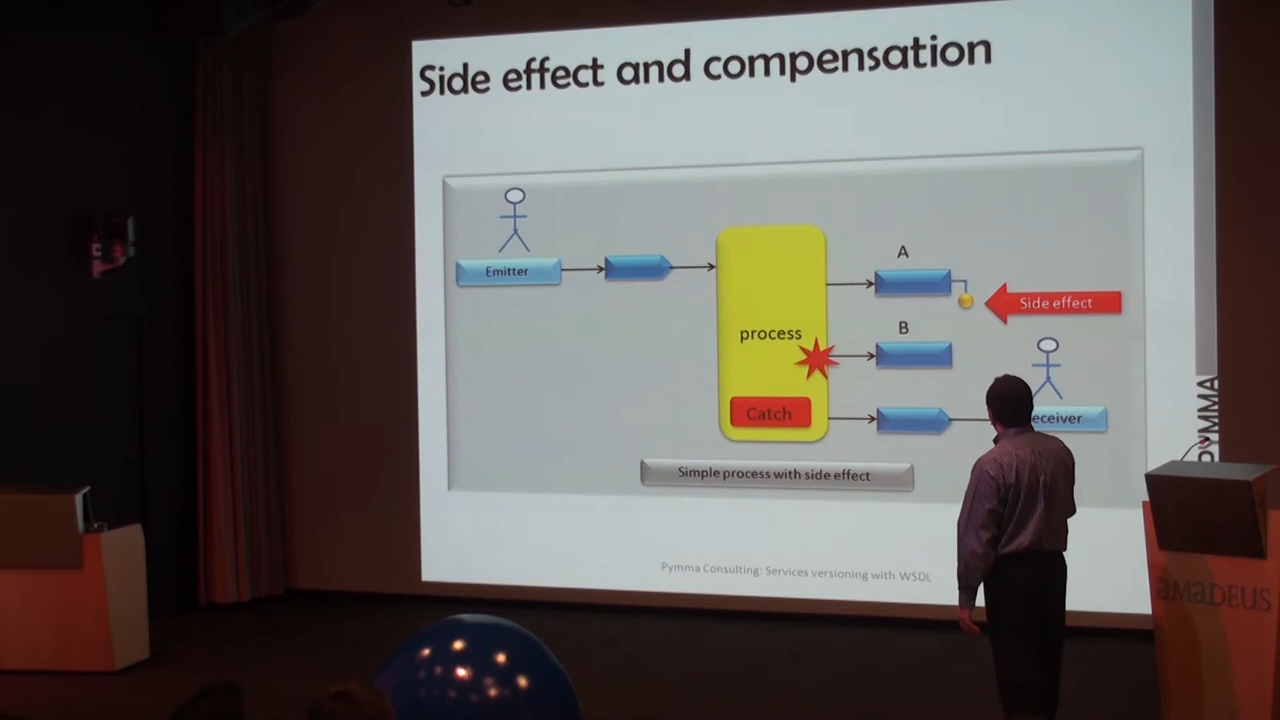 Side effect and compensation
A
Emitter
Side effect
B
process
eceiver
Catch
PYMMA
Simple process with side effect
Pymma Consulting: Services versioning with WSDL
aMaDEUS